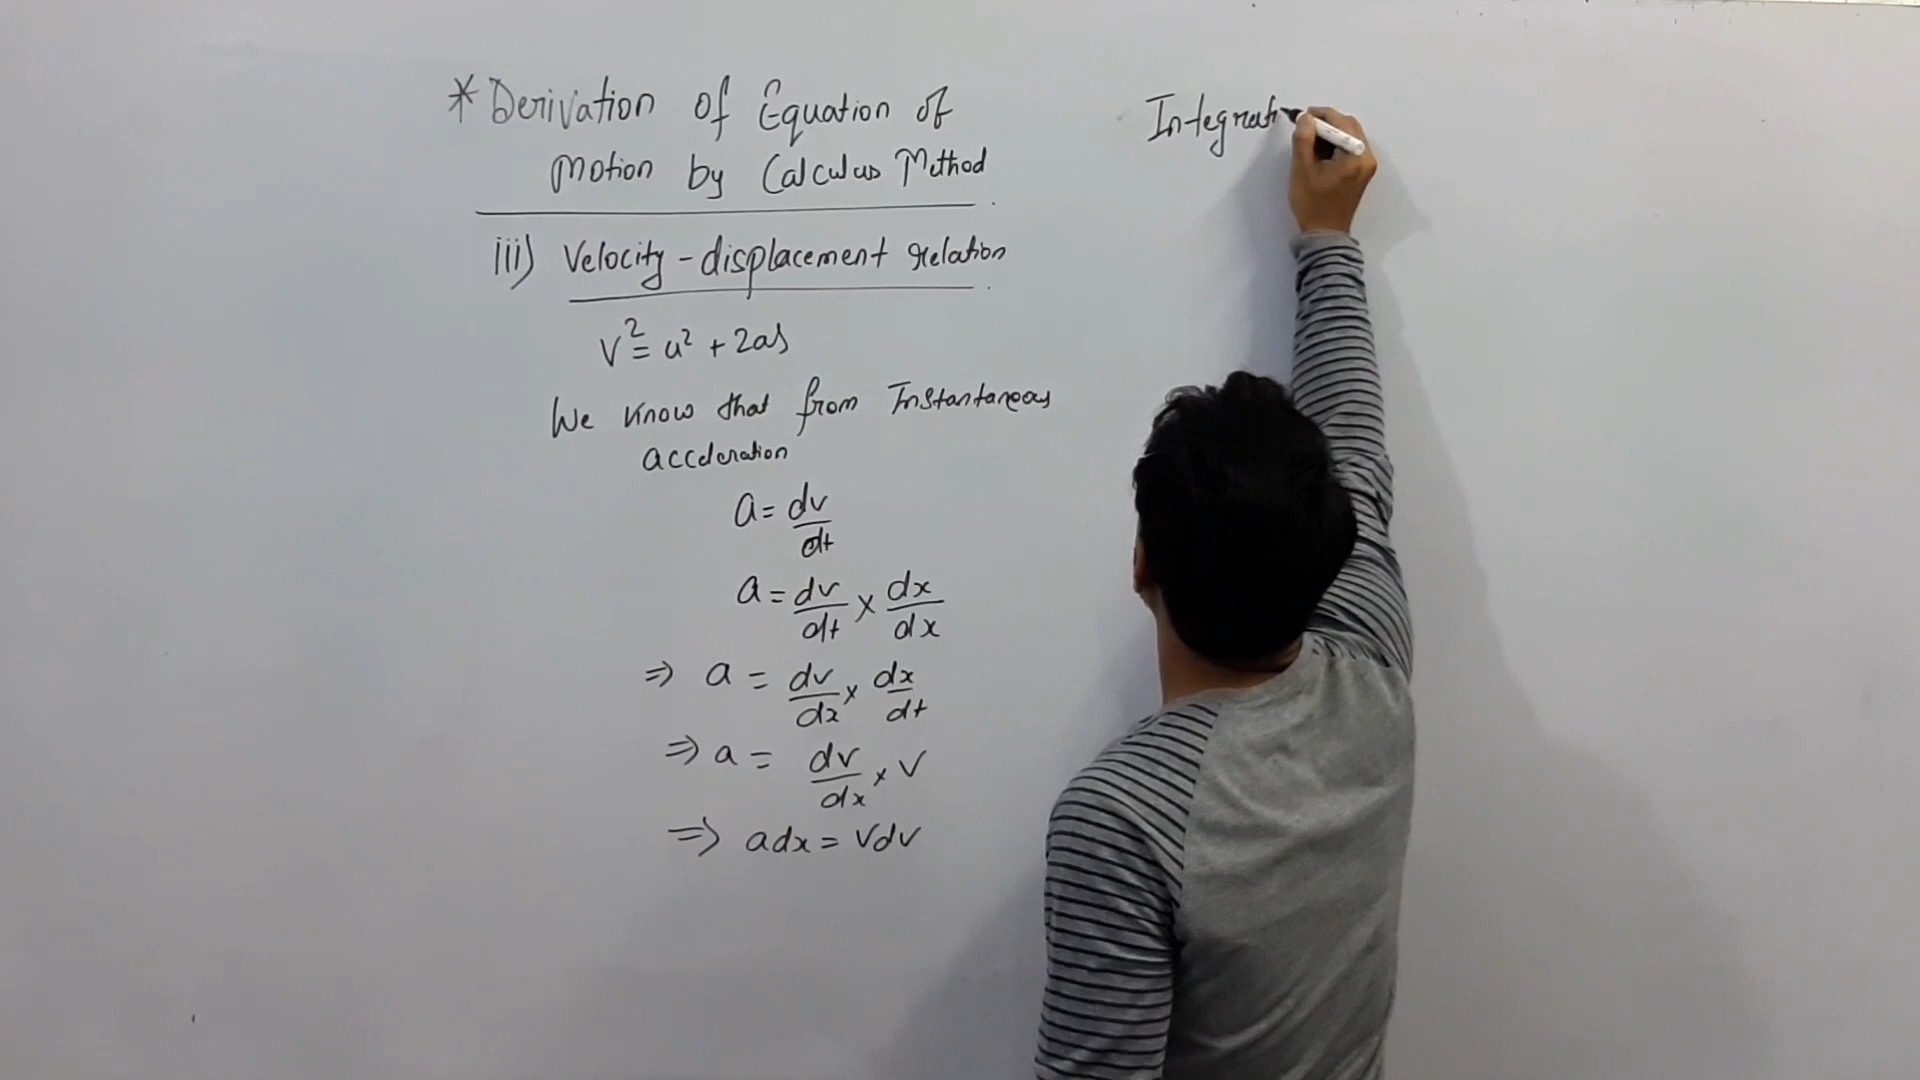 * Derivation of Equation of
Motion by Calculus Method
iii) Velocity - displacement relation
v² = u² + 2as
We know that from Instantaneous
acceleration
a = dv/dt
a = dv/dt × dx/dx
⇒ a = dv/dx × dx/dt
⇒ a = dv/dx × v
⇒ adx = vdv
Integrati